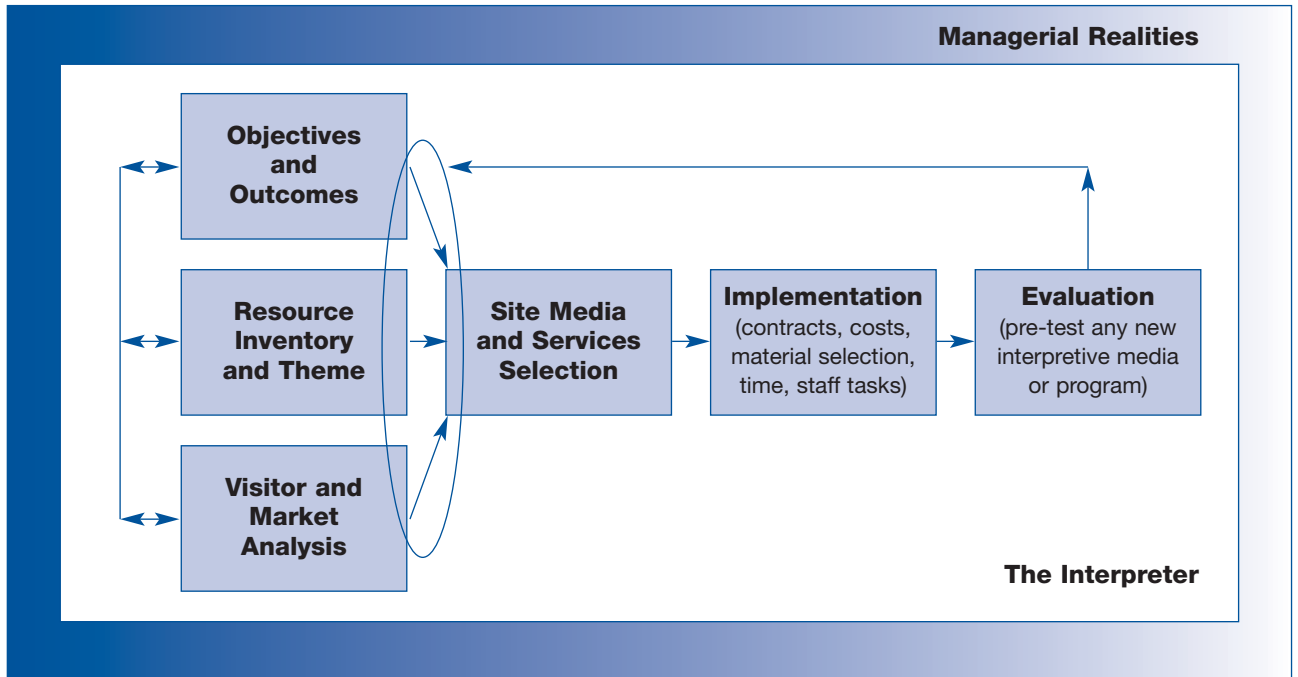 Managerial Realities
Objectives
and
Outcomes
Resource
Inventory
and Theme
Visitor and
Market
Analysis
Site Media
and Services
Selection
Implementation
(contracts, costs,
material selection,
time, staff tasks)
Evaluation
(pre-test any new
interpretive media
or program)
The Interpreter